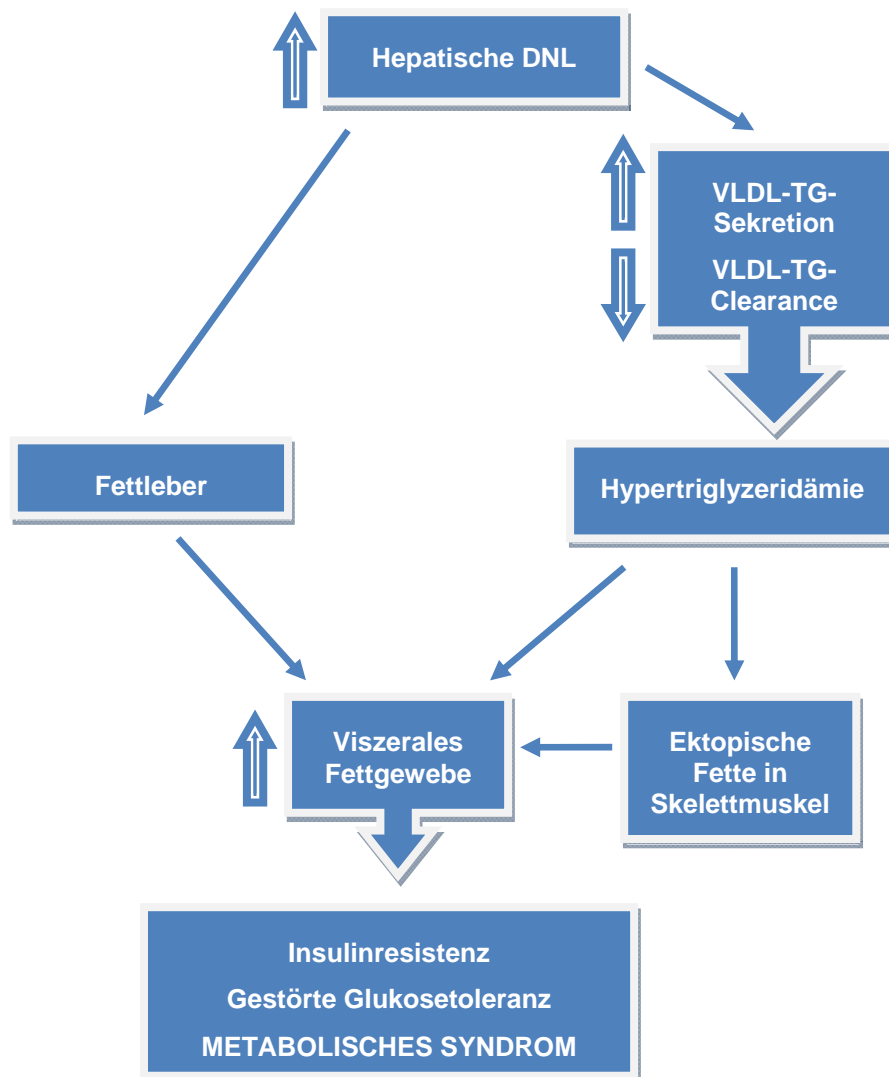 Hepatische DNL
VLDL-TG-
Sekretion
VLDL-TG-
Clearance
Fettleber
Hypertriglyzeridämie
Viszerales
Fettgewebe
Ektopische
Fette in
Skelettmuskel
Insulinresistenz
Gestörte Glukosetoleranz
METABOLISCHES SYNDROM